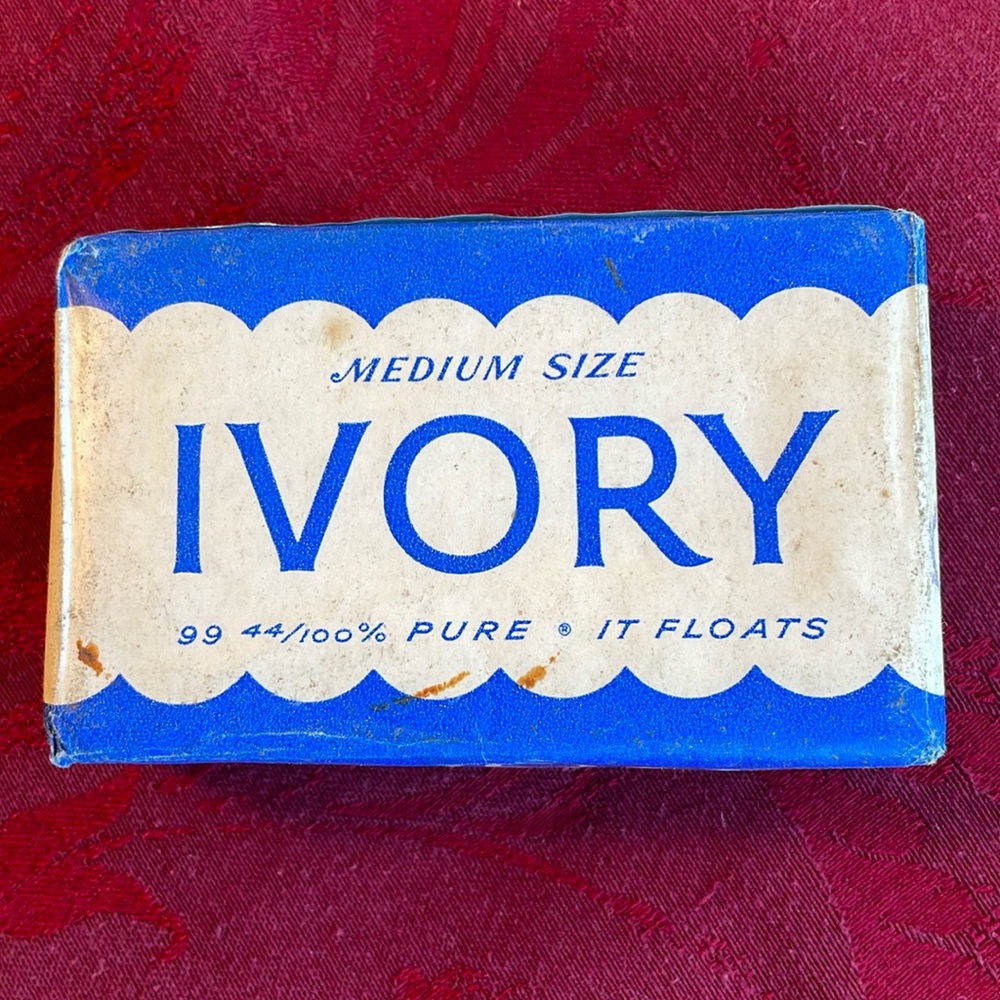 MEDIUM SIZE
IVORY
99 44/100% PURE ® IT FLOATS